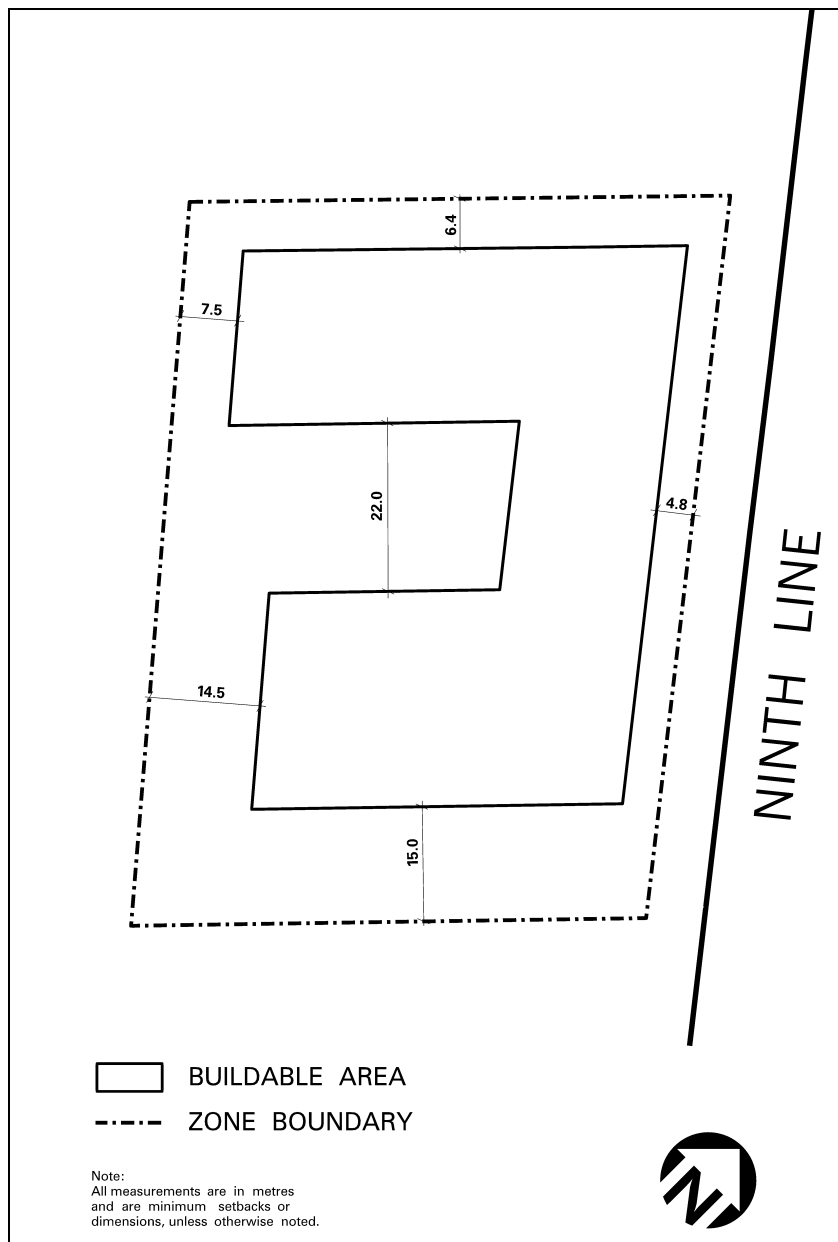 6.4
7.5
4.8
22.0
NINTH LINE
14.5
15.0
BUILDABLE AREA
ZONE BOUNDARY
Note:
All measurements are in metres
and are minimum setbacks or
dimensions, unless otherwise noted.
N